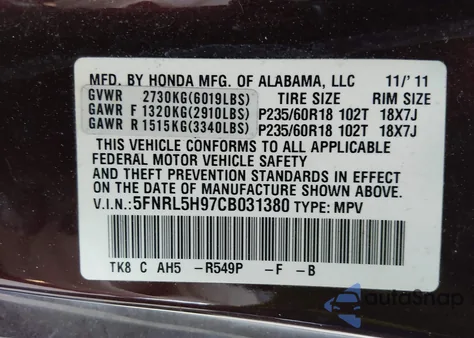 MFD. BY HONDA MFG. OF ALABAMA, LLC 11/'11
GVWR 2730KG(6019LBS) TIRE SIZE RIM SIZE
GAWR F 1320KG(2910LBS) P235/60R18 102T 18X7J
GAWR R 1515KG(3340LBS) P235/60R18 102T 18X7J
THIS VEHICLE CONFORMS TO ALL APPLICABLE
FEDERAL MOTOR VEHICLE SAFETY
AND THEFT PREVENTION STANDARDS IN EFFECT
ON THE DATE OF MANUFACTURE SHOWN ABOVE.
V.I.N.: 5FNRL5H97CB031380 TYPE: MPV
TK8 C AH5 -R549P -F -B
autoSnap